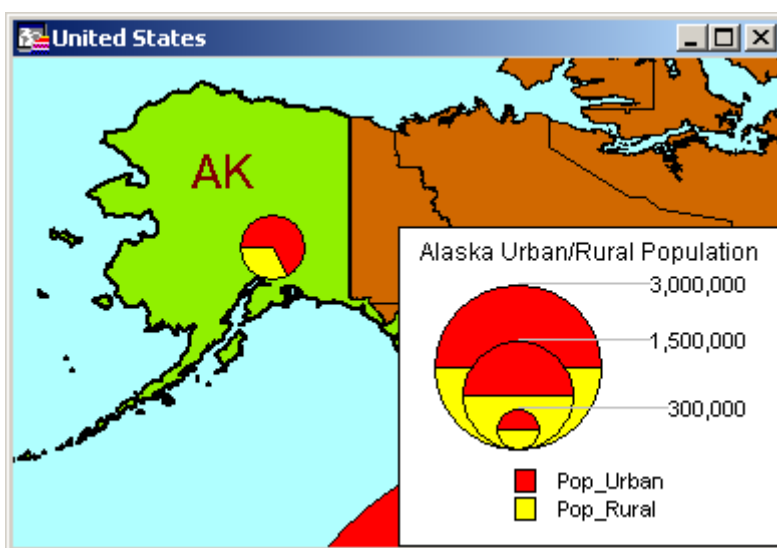 United States
AK
Alaska Urban/Rural Population
3,000,000
1,500,000
300,000
Pop_Urban
Pop_Rural